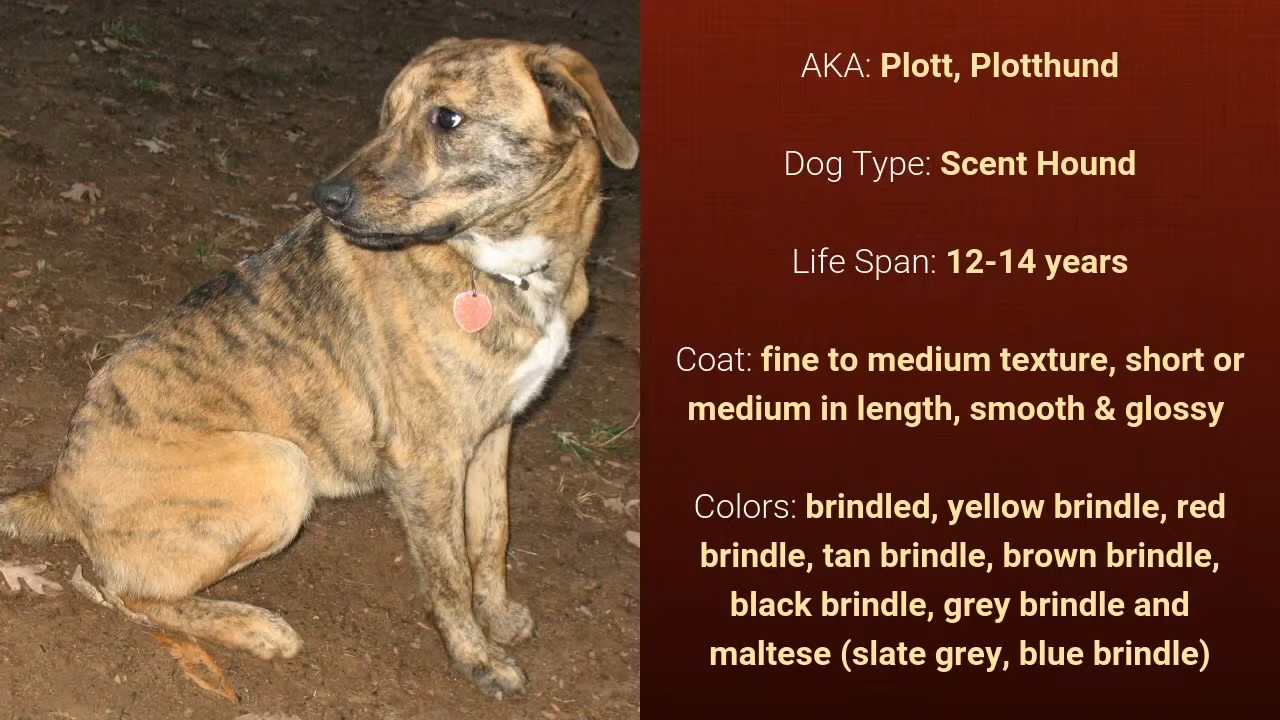 AKA: Plott, Plotthund
Dog Type: Scent Hound
Life Span: 12-14 years
Coat: fine to medium texture, short or
medium in length, smooth & glossy
Colors: brindled, yellow brindle, red
brindle, tan brindle, brown brindle,
black brindle, grey brindle and
maltese (slate grey, blue brindle)